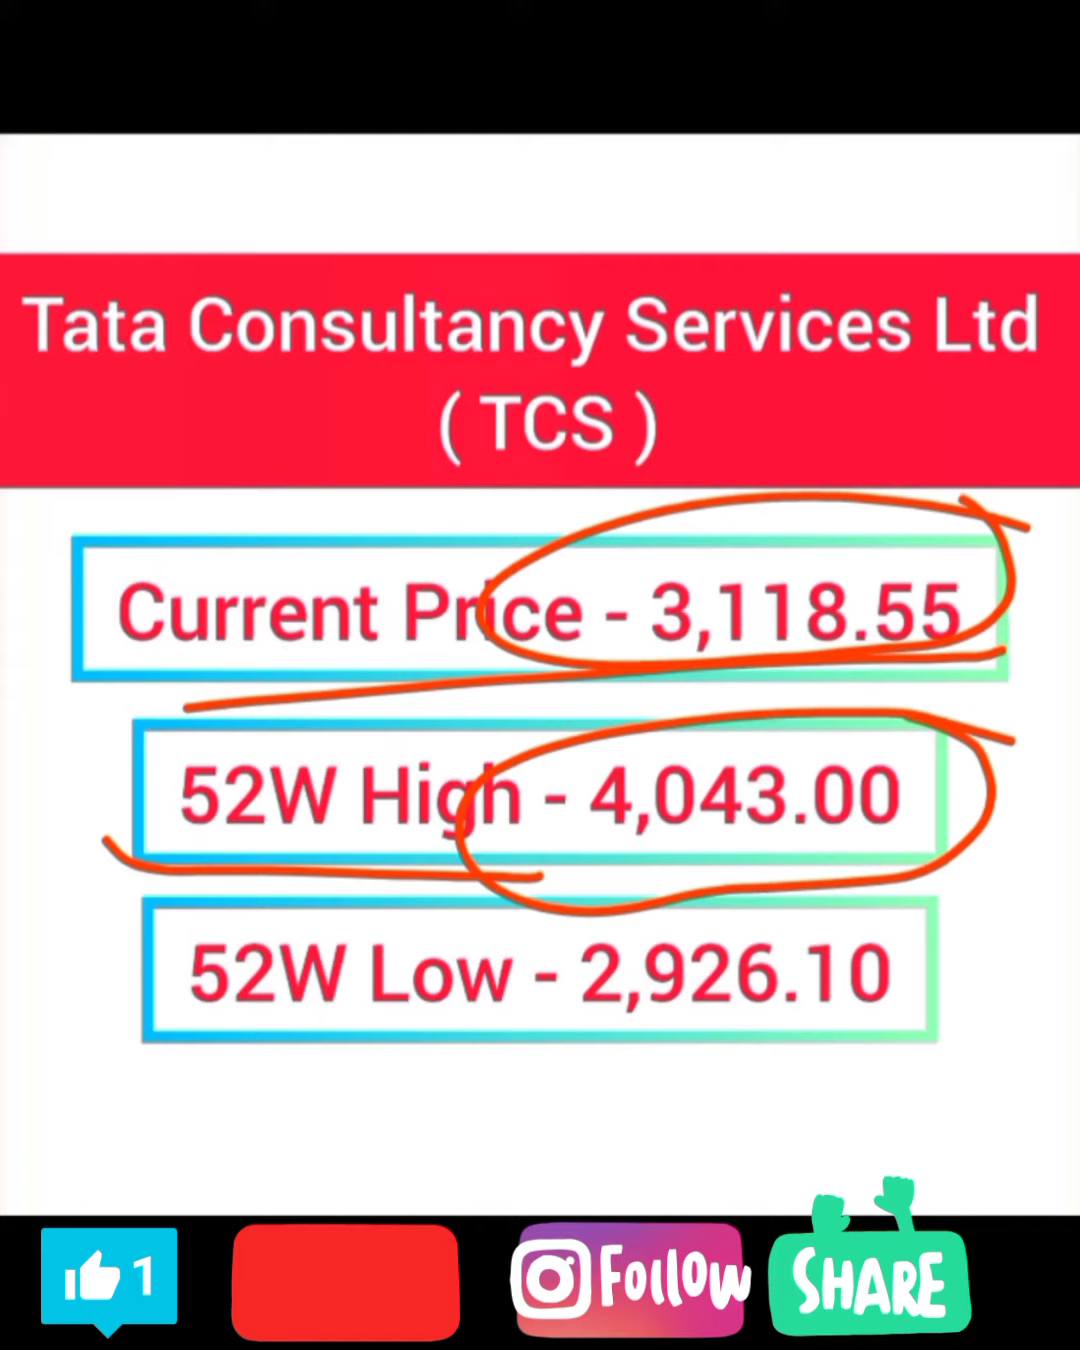 Tata Consultancy Services Ltd
( TCS )
Current Price - 3,118.55
52W High - 4,043.00
52W Low - 2,926.10
1
Follow
SHARE